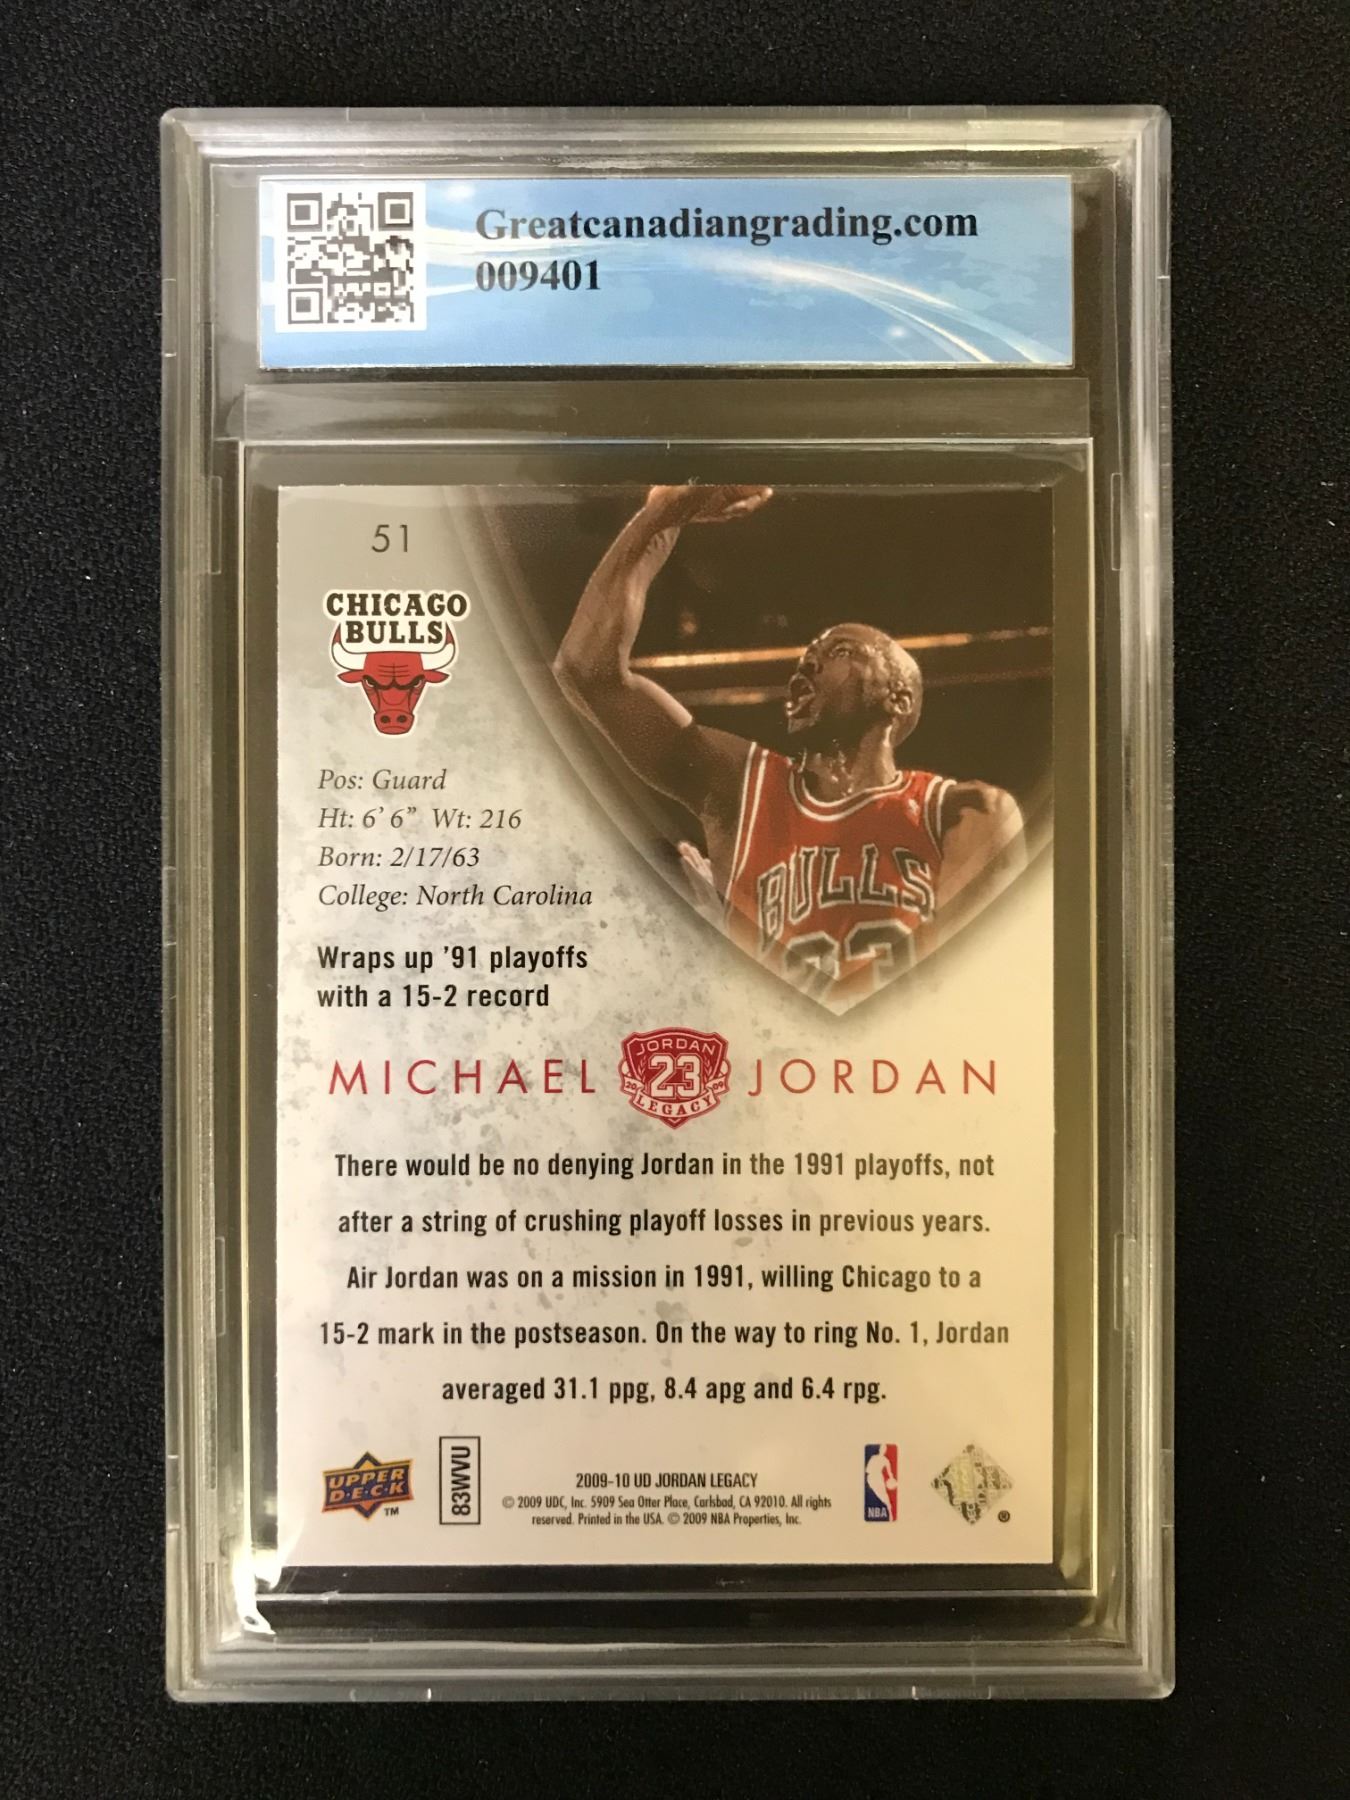 Greatcanadiangrading.com
009401
51
CHICAGO
BULLS
Pos: Guard
Ht: 6’ 6” Wt: 216
Born: 2/17/63
College: North Carolina
BULLS
23
Wraps up ’91 playoffs
with a 15-2 record
MICHAEL JORDAN
JORDAN
23
20 09
LEGACY
There would be no denying Jordan in the 1991 playoffs, not
after a string of crushing playoff losses in previous years.
Air Jordan was on a mission in 1991, willing Chicago to a
15-2 mark in the postseason. On the way to ring No. 1, Jordan
averaged 31.1 ppg, 8.4 apg and 6.4 rpg.
UPPER
D•E•C•K
TM
83WVU
2009-10 UD JORDAN LEGACY
© 2009 UDC, Inc. 5909 Sea Otter Place, Carlsbad, CA 92010. All rights
reserved. Printed in the USA. © 2009 NBA Properties, Inc.
NBA
®